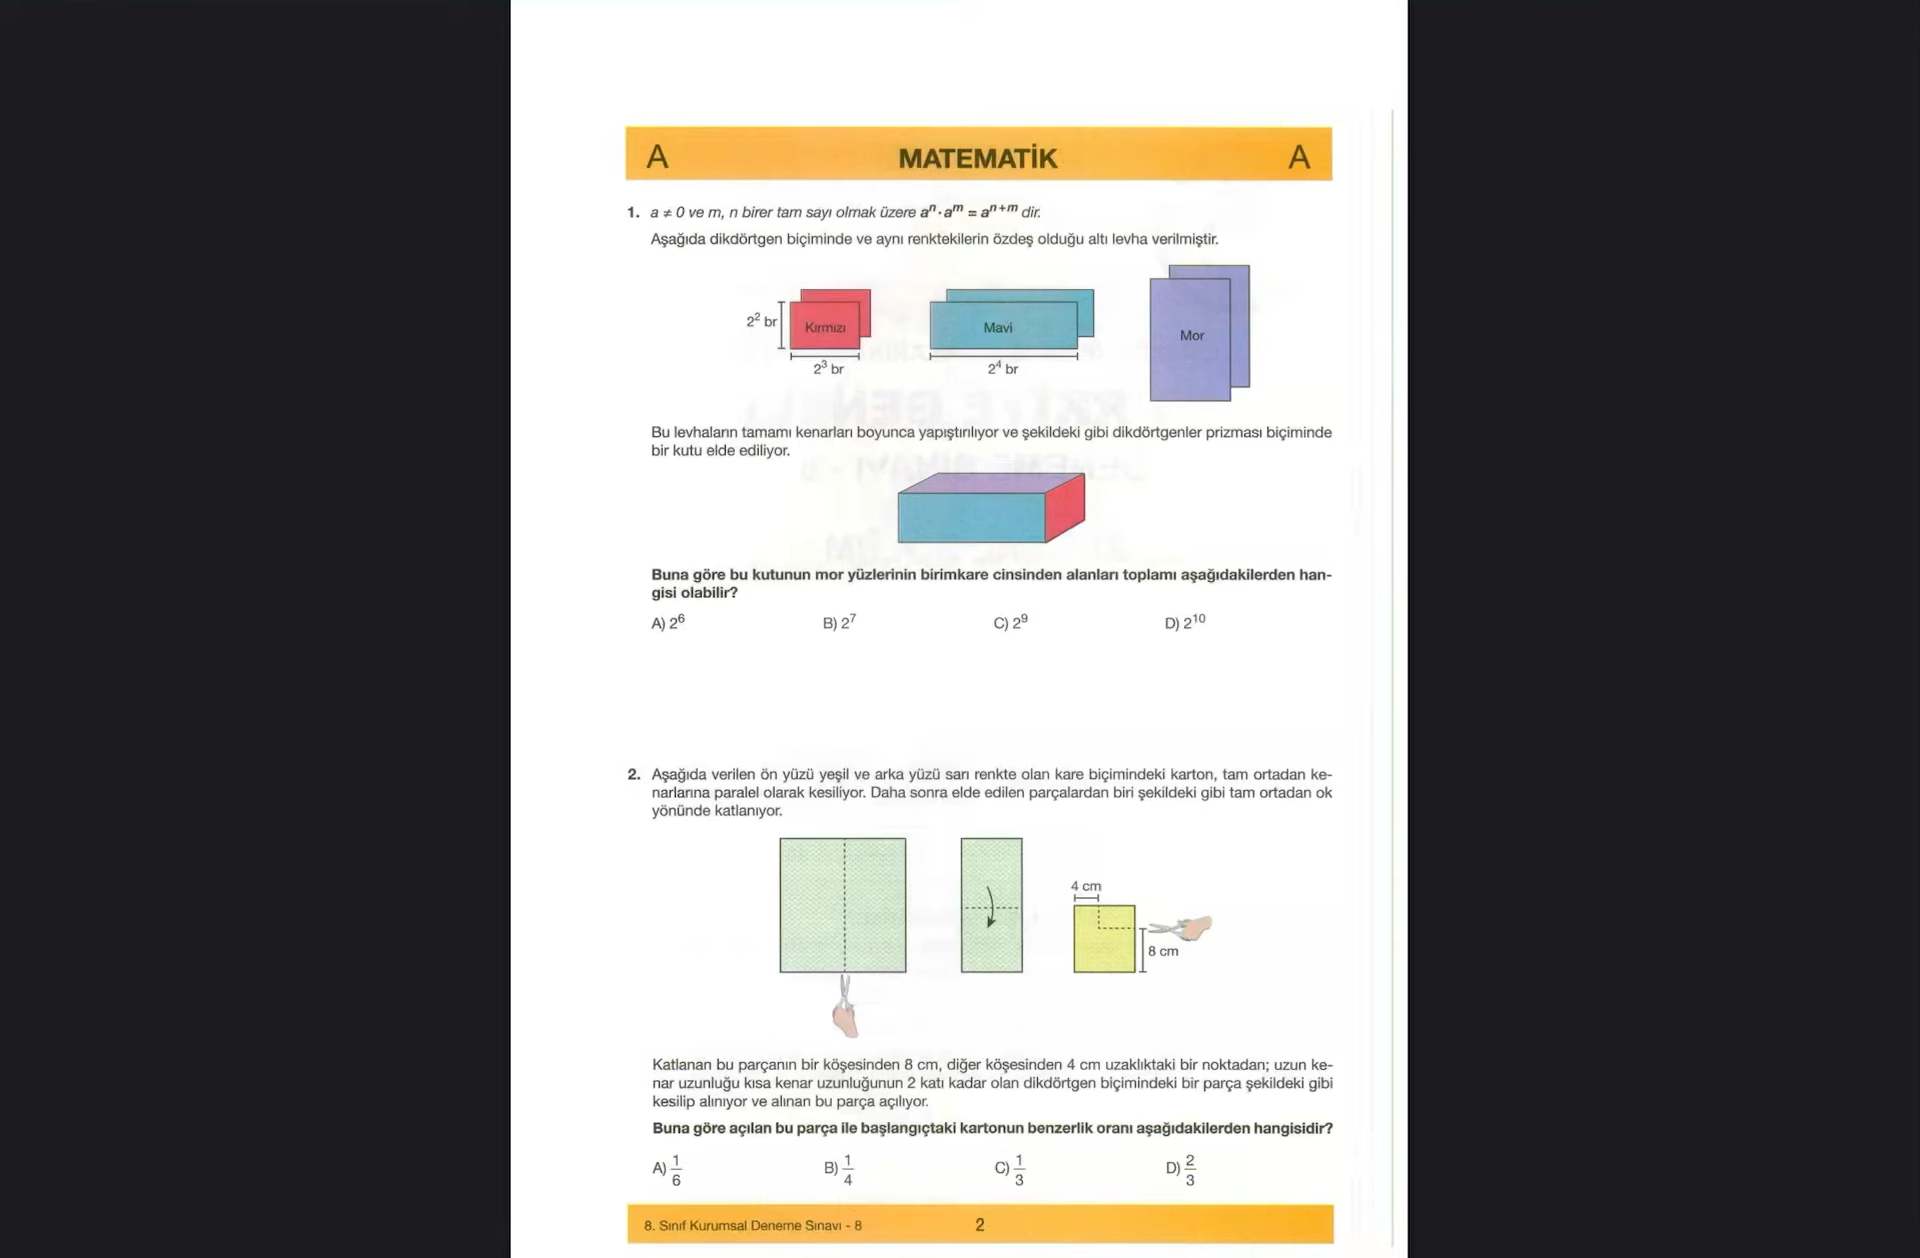 A MATEMATİK A
1. a ≠ 0 ve m, n birer tam sayı olmak üzere aⁿ · aᵐ = aⁿ⁺ᵐ dir.
Aşağıda dikdörtgen biçiminde ve aynı renktekilerin özdeş olduğu altı levha verilmiştir.
2² br
Kırmızı
2³ br
Mavi
2⁴ br
Mor
Bu levhaların tamamı kenarları boyunca yapıştırılıyor ve şekildeki gibi dikdörtgenler prizması biçiminde
bir kutu elde ediliyor.
Buna göre bu kutunun mor yüzlerinin birimkare cinsinden alanları toplamı aşağıdakilerden han-
gisi olabilir?
A) 2⁶ B) 2⁷ C) 2⁹ D) 2¹⁰
2. Aşağıda verilen ön yüzü yeşil ve arka yüzü sarı renkte olan kare biçimindeki karton, tam ortadan ke-
narlarına paralel olarak kesiliyor. Daha sonra elde edilen parçalardan biri şekildeki gibi tam ortadan ok
yönünde katlanıyor.
4 cm
8 cm
Katlanan bu parçanın bir köşesinden 8 cm, diğer köşesinden 4 cm uzaklıktaki bir noktadan; uzun ke-
nar uzunluğu kısa kenar uzunluğunun 2 katı kadar olan dikdörtgen biçimindeki bir parça şekildeki gibi
kesilip alınıyor ve alınan bu parça açılıyor.
Buna göre açılan bu parça ile başlangıçtaki kartonun benzerlik oranı aşağıdakilerden hangisidir?
A) 1/6 B) 1/4 C) 1/3 D) 2/3
8. Sınıf Kurumsal Deneme Sınavı - 8 2